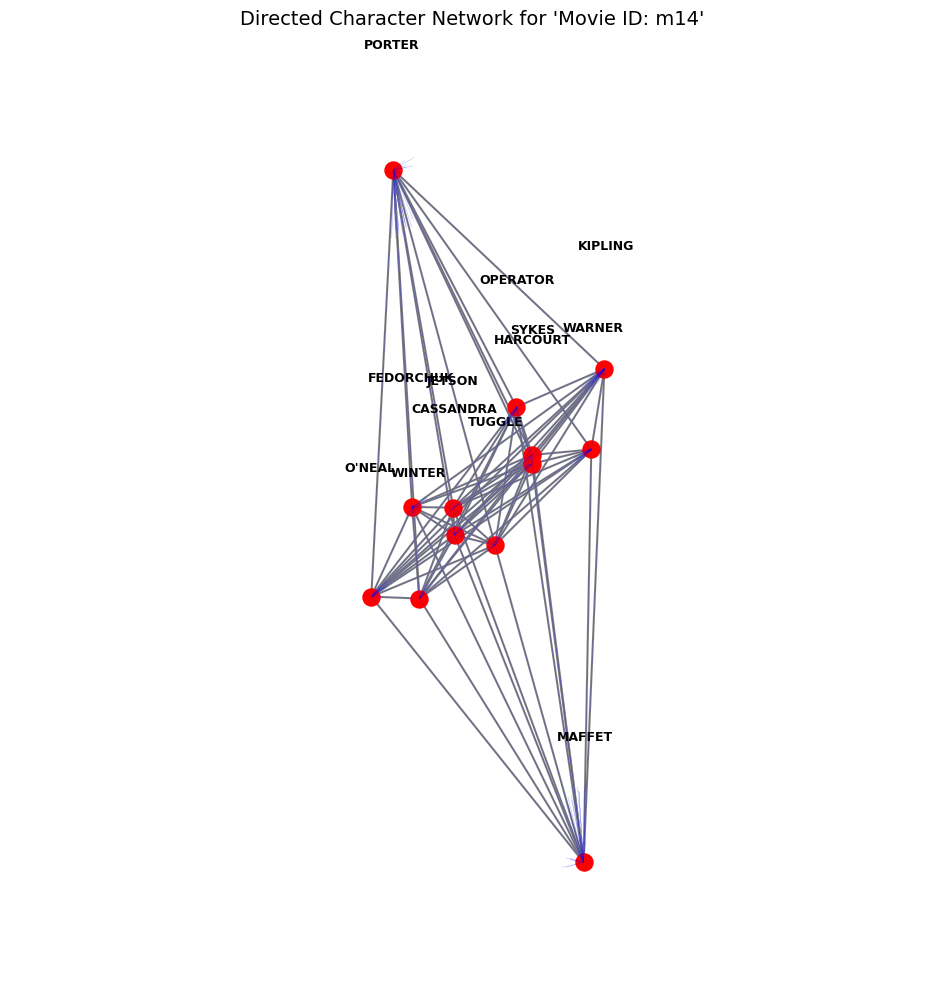 Directed Character Network for 'Movie ID: m14'
PORTER
KIPLING
OPERATOR
SYKES
WARNER
HARCOURT
FEDORCHUK
JETSON
CASSANDRA
TUGGLE
O'NEAL
WINTER
MAFFET